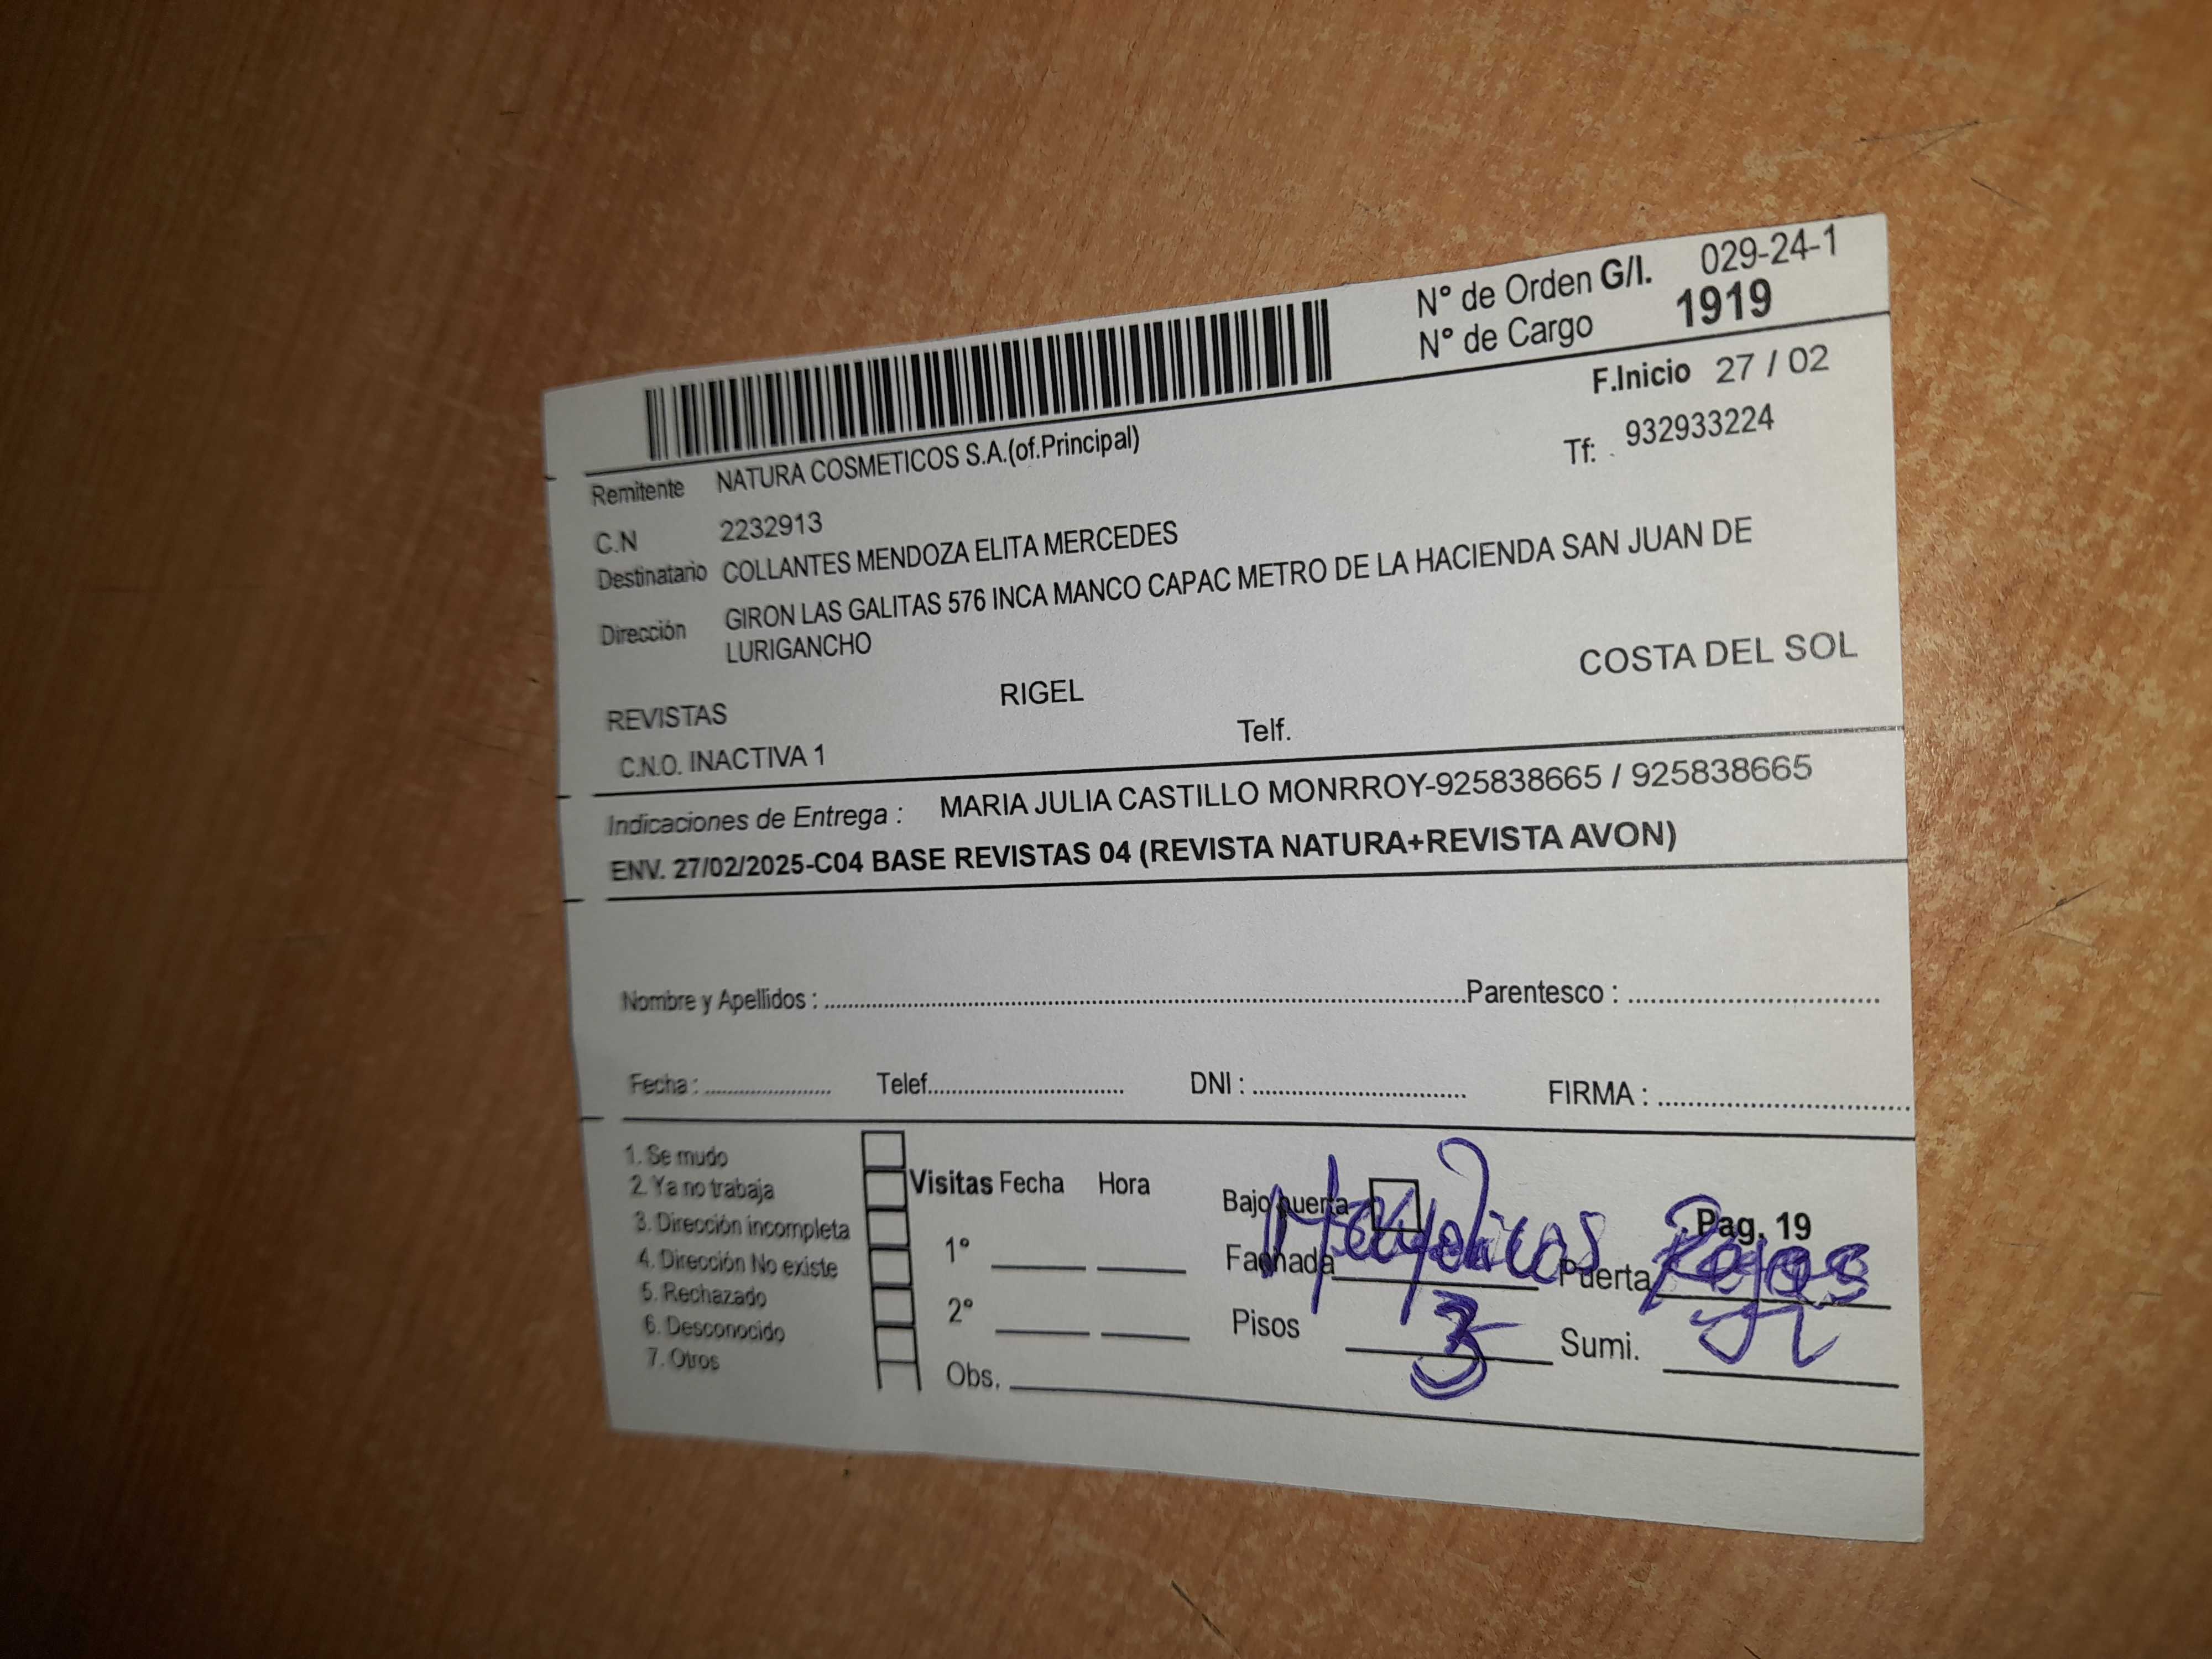 N° de Orden G/I. 029-24-1
N° de Cargo 1919
F.Inicio 27 / 02
Remitente NATURA COSMETICOS S.A.(of.Principal)
Tf: 932933224
C.N 2232913
Destinatario COLLANTES MENDOZA ELITA MERCEDES
Dirección GIRON LAS GALITAS 576 INCA MANCO CAPAC METRO DE LA HACIENDA SAN JUAN DE
LURIGANCHO
COSTA DEL SOL
REVISTAS RIGEL
C.N.O. INACTIVA 1 Telf.
Indicaciones de Entrega : MARIA JULIA CASTILLO MONRROY-925838665 / 925838665
ENV. 27/02/2025-C04 BASE REVISTAS 04 (REVISTA NATURA+REVISTA AVON)
Nombre y Apellidos : Parentesco :
Fecha : Telef. DNI : FIRMA :
1. Se mudo
2. Ya no trabaja
3. Dirección incompleta
4. Dirección No existe
5. Rechazado
6. Desconocido
7. Otros
Visitas Fecha Hora
1°
2°
Obs.
Bajo puerta Pag. 19
Fachada Mayolicas Puerta Rejas
Pisos 3 Sumi.